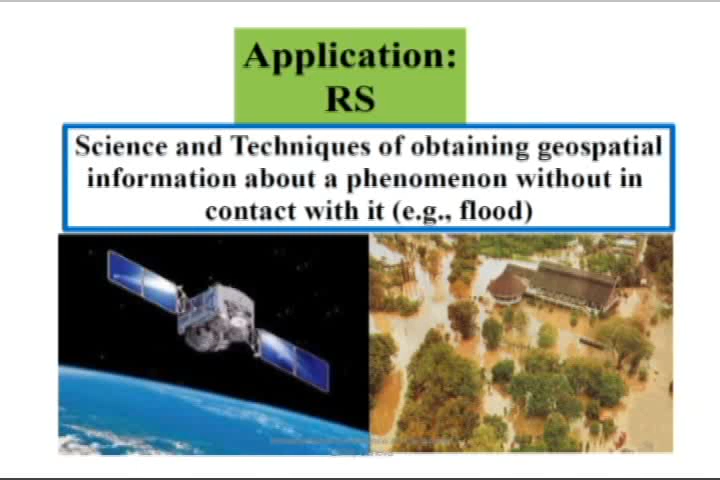 Application:
RS
Science and Techniques of obtaining geospatial
information about a phenomenon without in
contact with it (e.g., flood)